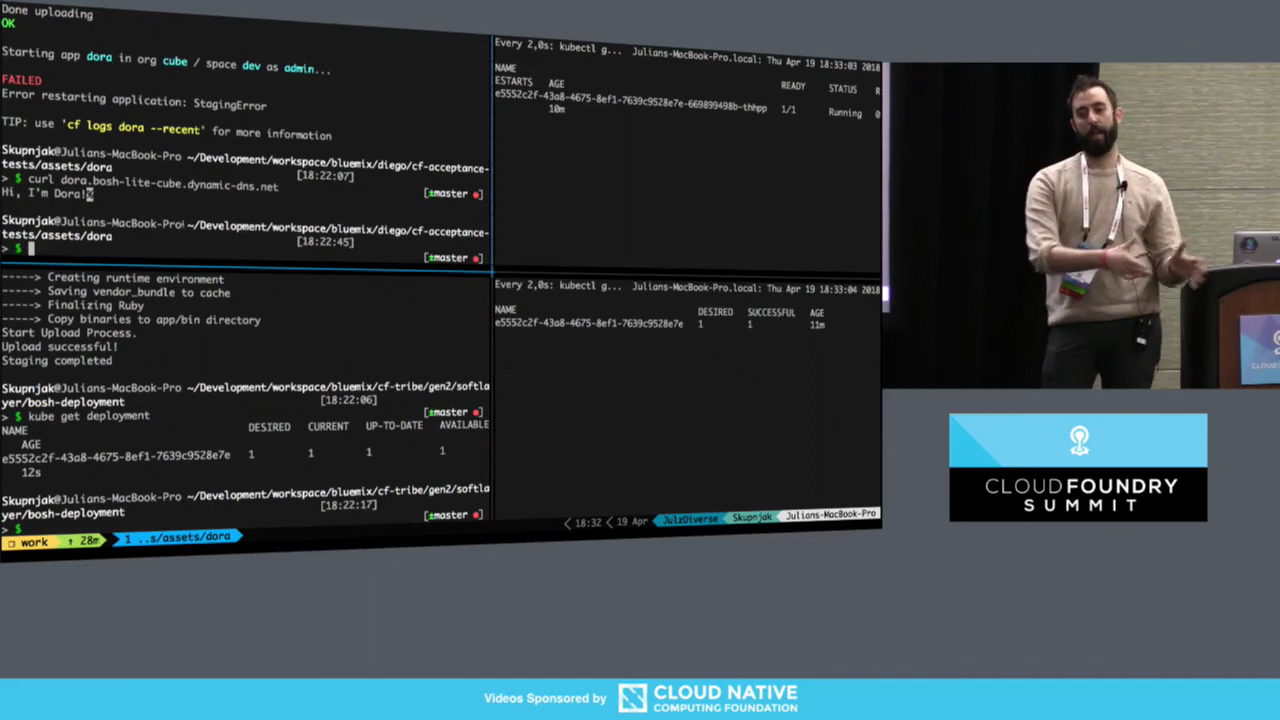 Done uploading
OK
Starting app dora in org cube / space dev as admin...
FAILED
Error restarting application: StagingError
TIP: use 'cf logs dora --recent' for more information
Skupnjak@Julians-MacBook-Pro ~/Development/workspace/bluemix/diego/cf-acceptance-
tests/assets/dora [18:22:07]
> $ curl dora.bosh-lite-cube.dynamic-dns.net [±master ●]
Hi, I'm Dora!%
Skupnjak@Julians-MacBook-Pro ~/Development/workspace/bluemix/diego/cf-acceptance-
tests/assets/dora [18:22:45]
> $ [±master ●]
-----> Creating runtime environment
-----> Saving vendor_bundle to cache
-----> Finalizing Ruby
-----> Copy binaries to app/bin directory
Start Upload Process.
Upload successful!
Staging completed
Skupnjak@Julians-MacBook-Pro ~/Development/workspace/bluemix/cf-tribe/gen2/softla
yer/bosh-deployment [18:22:06]
> $ kube get deployment [±master ●]
NAME DESIRED CURRENT UP-TO-DATE AVAILABLE
AGE
e5552c2f-43a8-4675-8ef1-7639c9528e7e 1 1 1 1
12s
Skupnjak@Julians-MacBook-Pro ~/Development/workspace/bluemix/cf-tribe/gen2/softla
yer/bosh-deployment [18:22:17]
> $ [±master ●]
work ↑ 28m 1 ..s/assets/dora
Every 2,0s: kubectl g... Julians-MacBook-Pro.local: Thu Apr 19 18:33:03 2018
NAME READY STATUS R
ESTARTS AGE
e5552c2f-43a8-4675-8ef1-7639c9528e7e-669899498b-thhpp 1/1 Running 0
10m
Every 2,0s: kubectl g... Julians-MacBook-Pro.local: Thu Apr 19 18:33:04 2018
NAME DESIRED SUCCESSFUL AGE
e5552c2f-43a8-4675-8ef1-7639c9528e7e 1 1 11m
18:32 19 Apr JulzDiverse Skupnjak Julians-MacBook-Pro
CLOUD FOUNDRY
SUMMIT
Videos Sponsored by CLOUD NATIVE
COMPUTING FOUNDATION